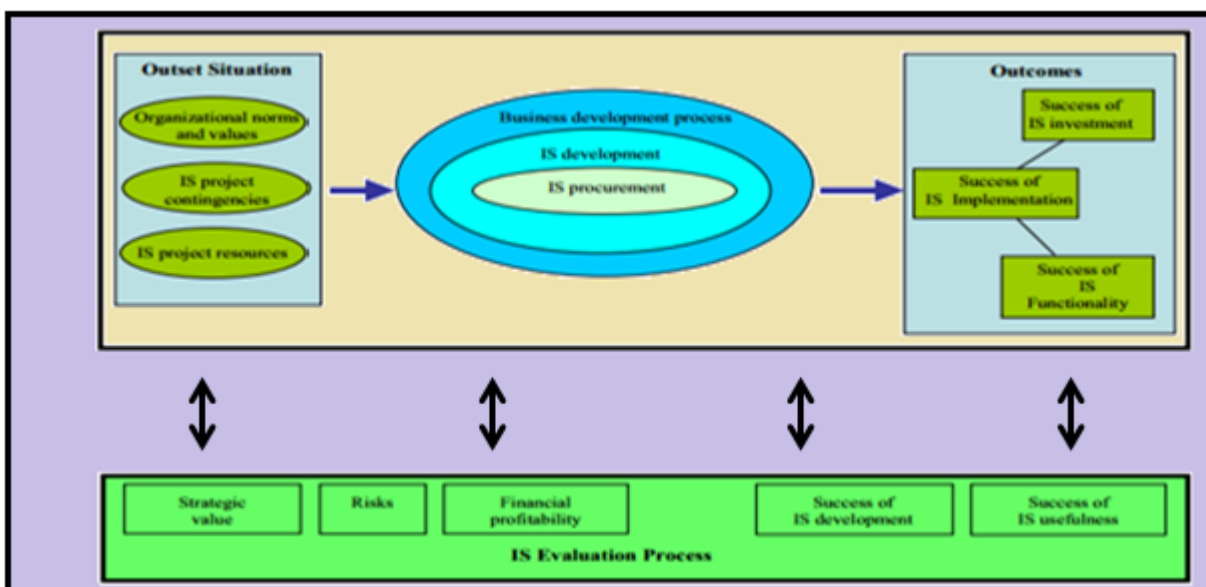 Outset Situation
Organizational norms
and values
IS project
contingencies
IS project resources
Business development process
IS development
IS procurement
Outcomes
Success of
IS investment
Success of
IS Implementation
Success of
IS
Functionality
Strategic
value
Risks
Financial
profitability
Success of
IS development
Success of
IS usefulness
IS Evaluation Process